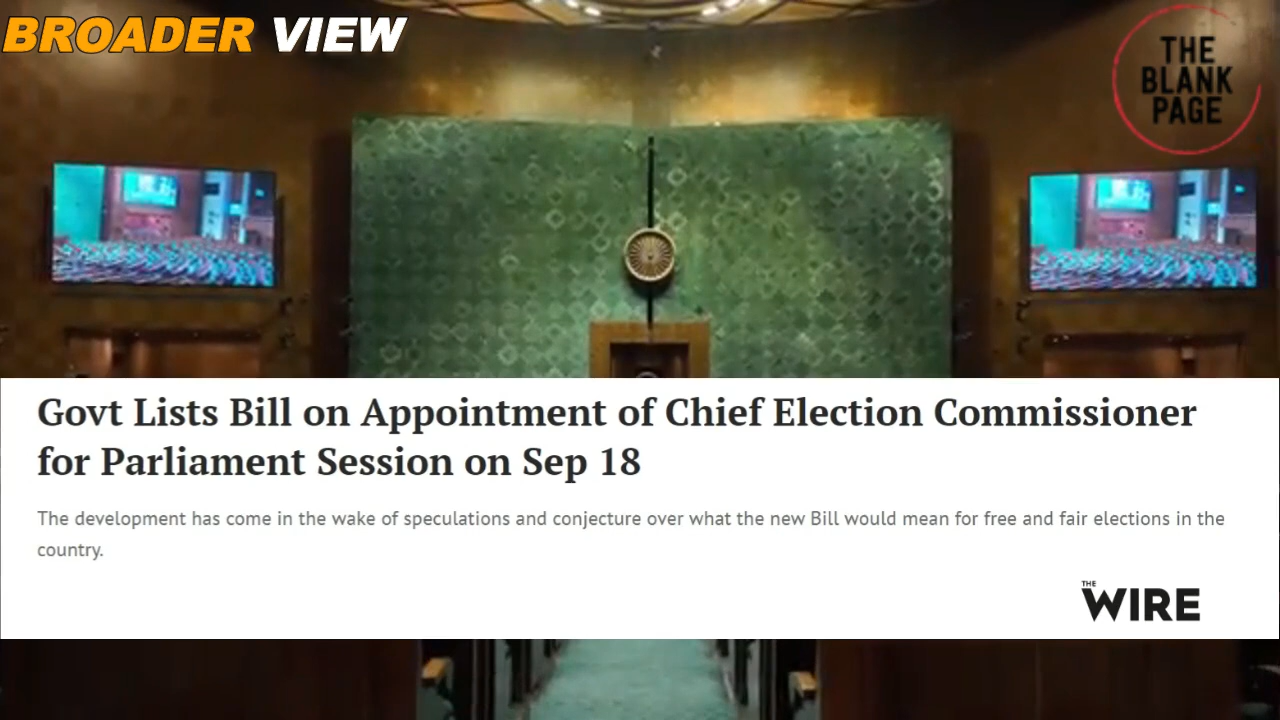 BROADER VIEW
THE
BLANK
PAGE
Govt Lists Bill on Appointment of Chief Election Commissioner
for Parliament Session on Sep 18
The development has come in the wake of speculations and conjecture over what the new Bill would mean for free and fair elections in the
country.
THE
WIRE